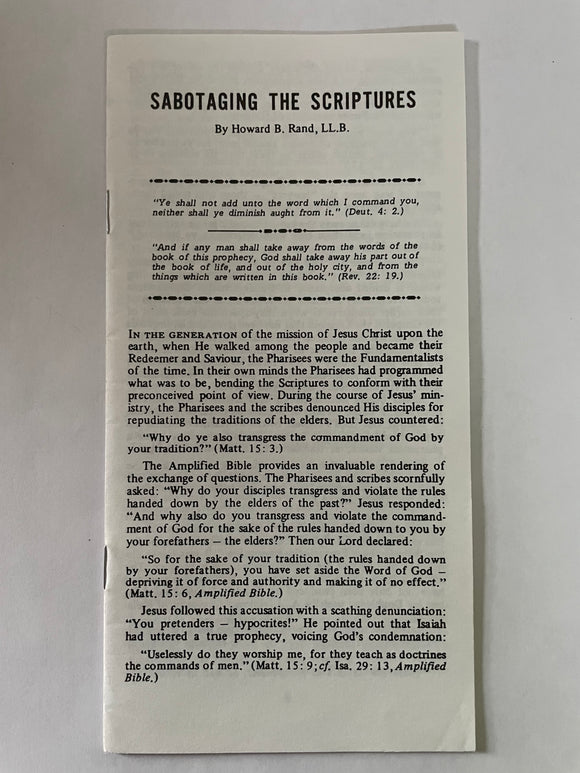 SABOTAGING THE SCRIPTURES
By Howard B. Rand, LL.B.
"Ye shall not add unto the word which I command you,
neither shall ye diminish aught from it." (Deut. 4: 2.)
"And if any man shall take away from the words of the
book of this prophecy, God shall take away his part out of
the book of life, and out of the holy city, and from the
things which are written in this book." (Rev. 22: 19.)
IN THE GENERATION of the mission of Jesus Christ upon the
earth, when He walked among the people and became their
Redeemer and Saviour, the Pharisees were the Fundamentalists
of the time. In their own minds the Pharisees had programmed
what was to be, bending the Scriptures to conform with their
preconceived point of view. During the course of Jesus' min-
istry, the Pharisees and the scribes denounced His disciples for
repudiating the traditions of the elders. But Jesus countered:
"Why do ye also transgress the commandment of God by
your tradition?" (Matt. 15: 3.)
The Amplified Bible provides an invaluable rendering of
the exchange of questions. The Pharisees and scribes scornfully
asked: "Why do your disciples transgress and violate the rules
handed down by the elders of the past?" Jesus responded:
"And why also do you transgress and violate the command-
ment of God for the sake of the rules handed down to you by
your forefathers – the elders?" Then our Lord declared:
"So for the sake of your tradition (the rules handed down
by your forefathers), you have set aside the Word of God –
depriving it of force and authority and making it of no effect."
(Matt. 15: 6, Amplified Bible.)
Jesus followed this accusation with a scathing denunciation:
"You pretenders – hypocrites!" He pointed out that Isaiah
had uttered a true prophecy, voicing God's condemnation:
"Uselessly do they worship me, for they teach as doctrines
the commands of men." (Matt. 15: 9; cf. Isa. 29: 13, Amplified
Bible.)